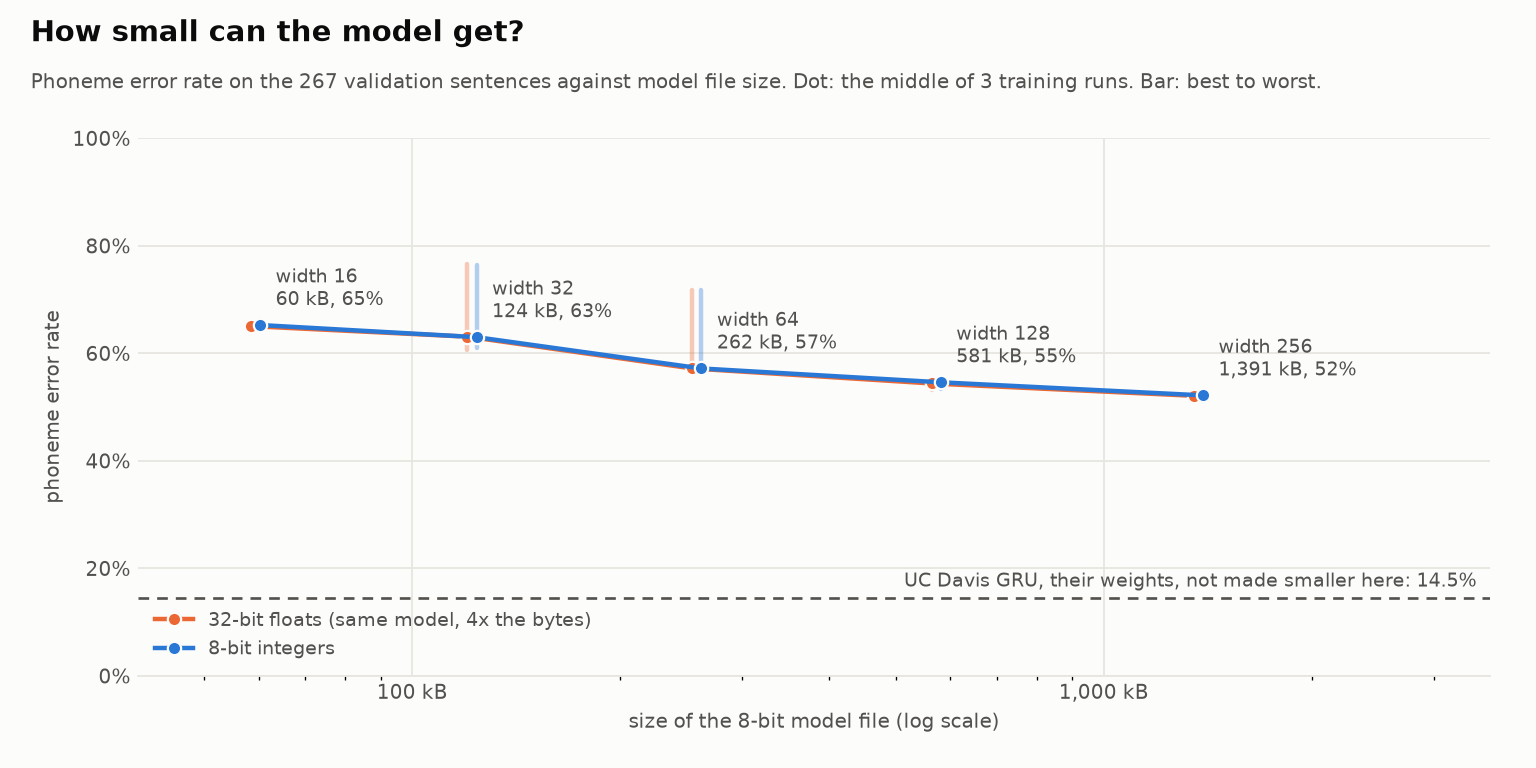 How small can the model get?
Phoneme error rate on the 267 validation sentences against model file size. Dot: the middle of 3 training runs. Bar: best to worst.
100%
80%
60%
40%
20%
0%
phoneme error rate
width 16
60 kB, 65%
width 32
124 kB, 63%
width 64
262 kB, 57%
width 128
581 kB, 55%
width 256
1,391 kB, 52%
UC Davis GRU, their weights, not made smaller here: 14.5%
32-bit floats (same model, 4x the bytes)
8-bit integers
100 kB
1,000 kB
size of the 8-bit model file (log scale)